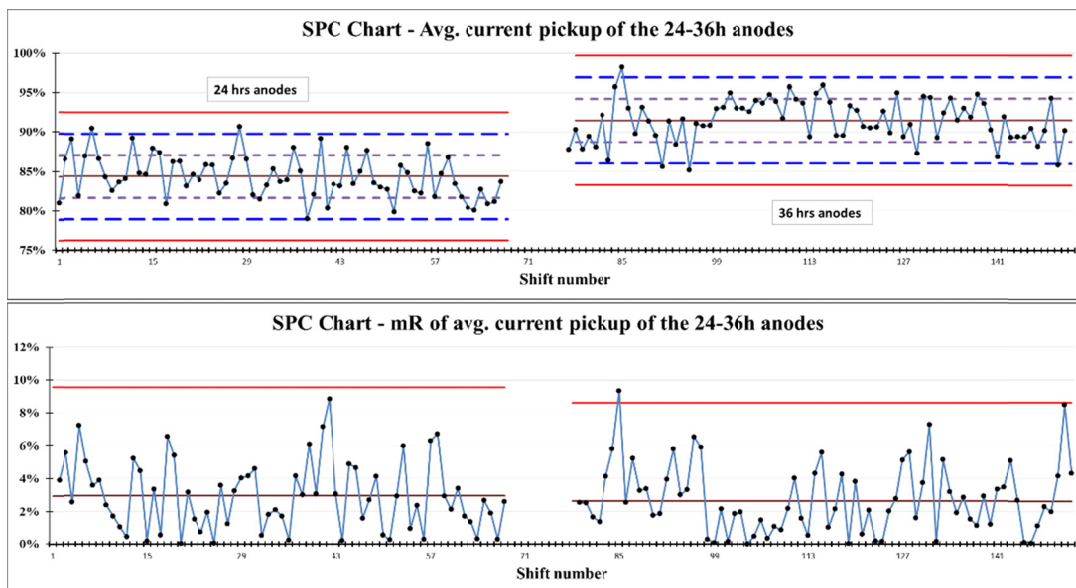 SPC Chart - Avg. current pickup of the 24-36h anodes
100%
95%
90%
85%
80%
75%
24 hrs anodes
36 hrs anodes
1 15 29 43 57 71 85 99 113 127 141
Shift number
SPC Chart - mR of avg. current pickup of the 24-36h anodes
12%
10%
8%
6%
4%
2%
0%
1 15 29 43 57 71 85 99 113 127 141
Shift number